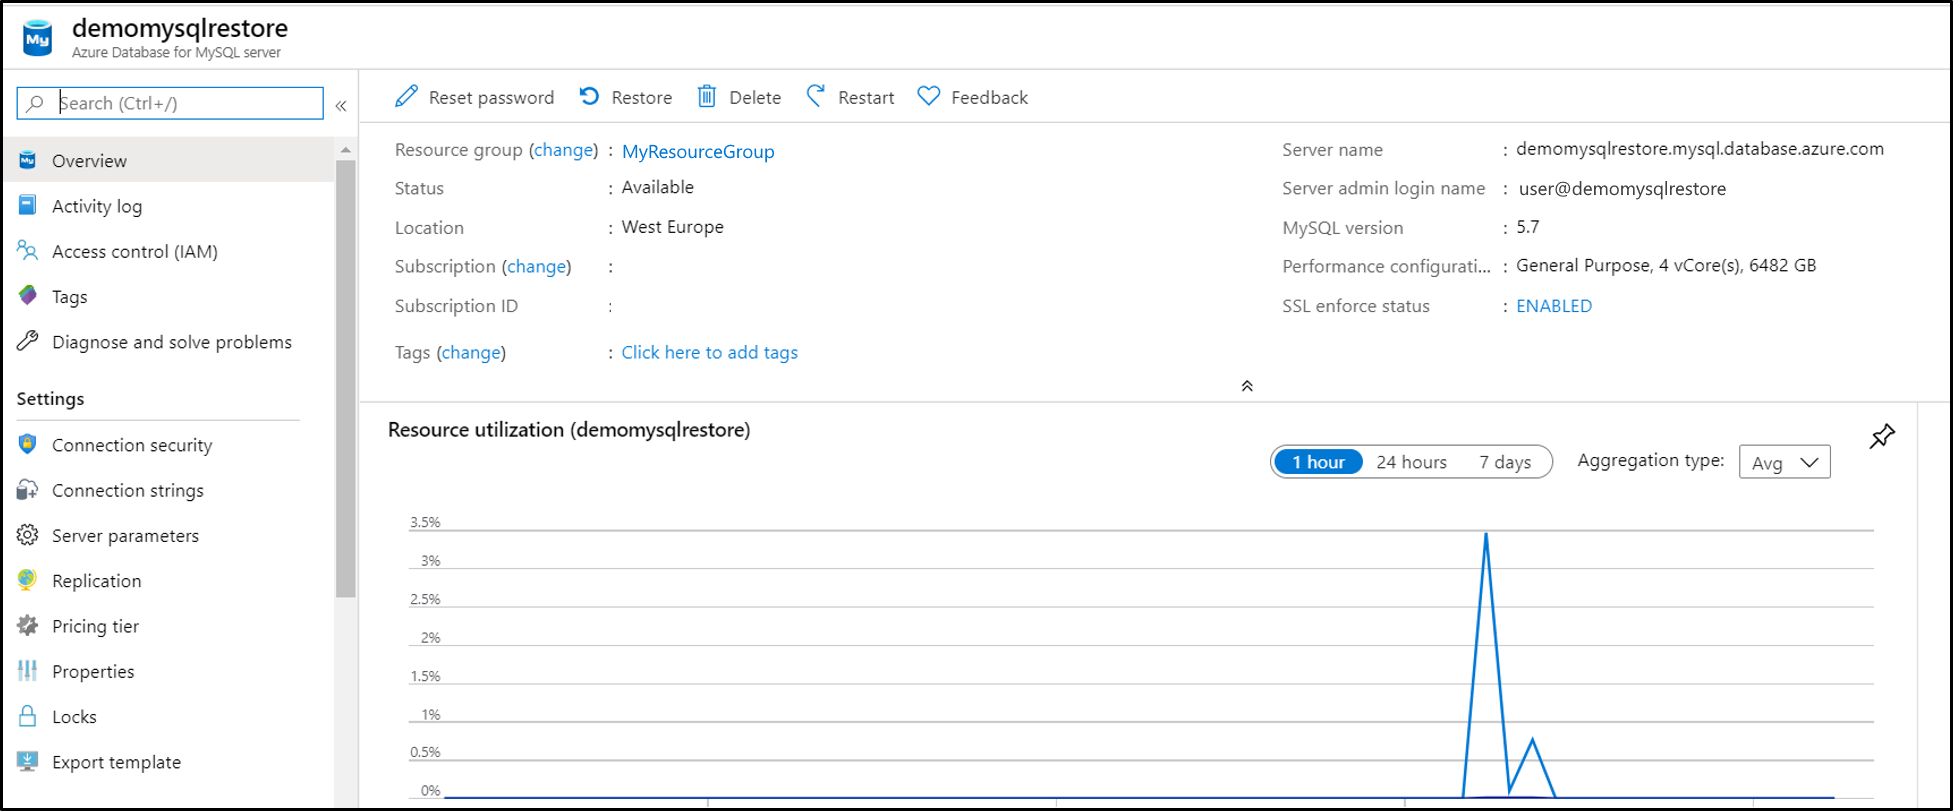 demomysqlrestore
Azure Database for MySQL server
My
Search (Ctrl+/)
«
Overview
Activity log
Access control (IAM)
Tags
Diagnose and solve problems
Settings
Connection security
Connection strings
Server parameters
Replication
Pricing tier
Properties
Locks
Export template
Reset password Restore Delete Restart Feedback
Resource group (change) : MyResourceGroup
Status : Available
Location : West Europe
Subscription (change) :
Subscription ID :
Tags (change) : Click here to add tags
Server name : demomysqlrestore.mysql.database.azure.com
Server admin login name : user@demomysqlrestore
MySQL version : 5.7
Performance configurati... : General Purpose, 4 vCore(s), 6482 GB
SSL enforce status : ENABLED
Resource utilization (demomysqlrestore)
1 hour 24 hours 7 days Aggregation type: Avg
3.5%
3%
2.5%
2%
1.5%
1%
0.5%
0%